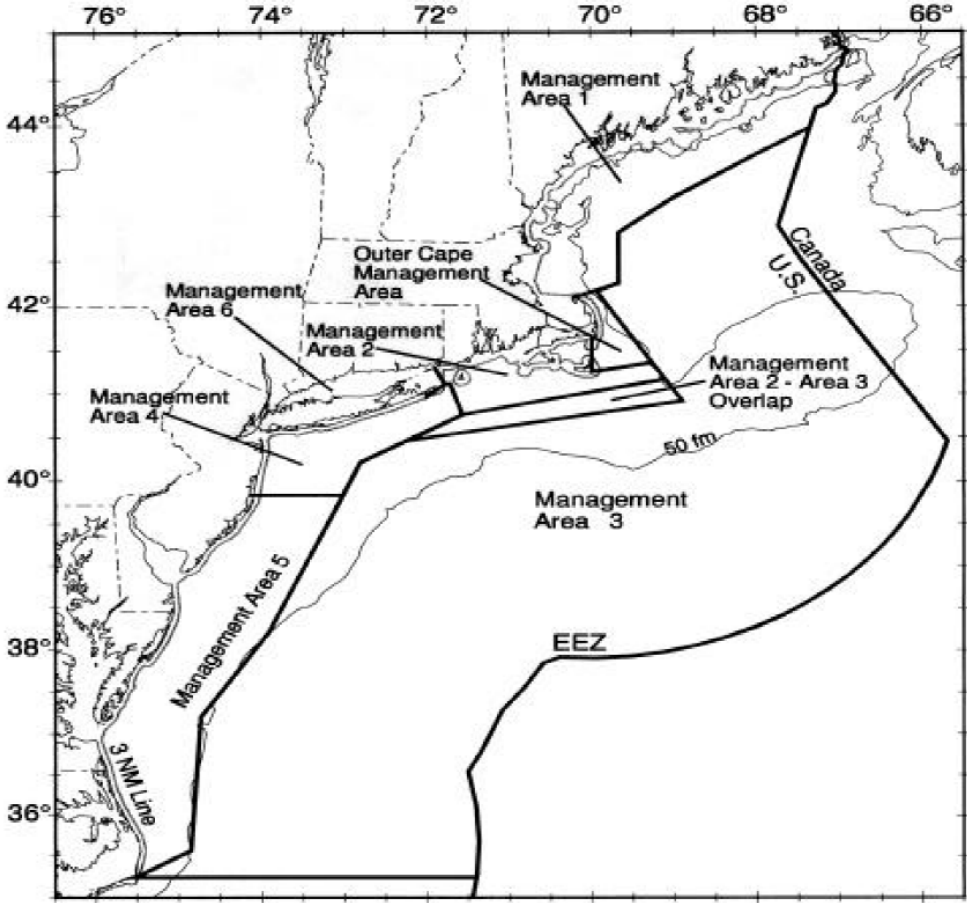 76° 74° 72° 70° 68° 66°
44°
42°
40°
38°
36°
Management
Area 1
Outer Cape
Management
Area
Management
Area 6
Management
Area 2
Management
Area 4
Canada
U.S.
Management
Area 2 - Area 3
Overlap
50 fm
Management
Area 3
Management Area 5
EEZ
3 NM Line